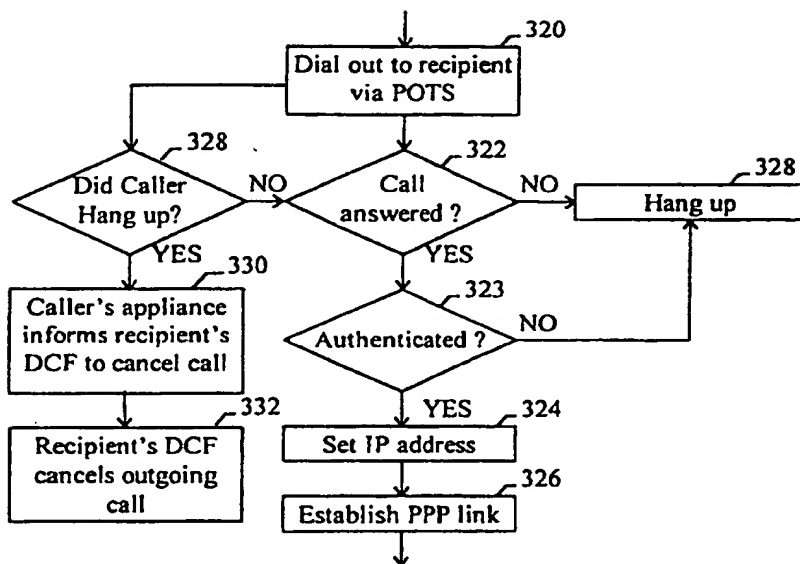 320
Dial out to recipient
via POTS
328
Did Caller
Hang up?
NO
322
Call
answered ?
NO
328
Hang up
YES
YES
330
Caller's appliance
informs recipient's
DCF to cancel call
323
Authenticated ?
NO
YES
332
Recipient's DCF
cancels outgoing
call
324
Set IP address
326
Establish PPP link